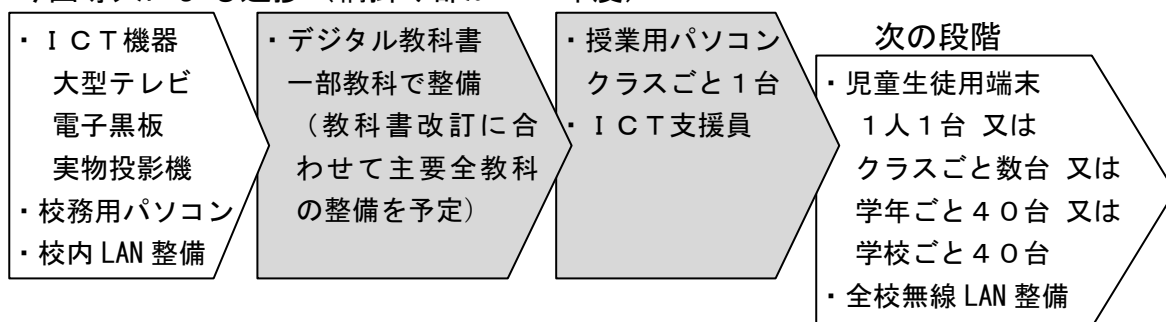 ・ＩＣＴ機器
大型テレビ
電子黒板
実物投影機
・校務用パソコン
・校内 LAN 整備
・デジタル教科書
一部教科で整備
（教科書改訂に合
わせて主要全教科
の整備を予定）
・授業用パソコン
クラスごと１台
・ＩＣＴ支援員
次の段階
・児童生徒用端末
１人１台 又は
クラスごと数台 又は
学年ごと４０台 又は
学校ごと４０台
・全校無線 LAN 整備